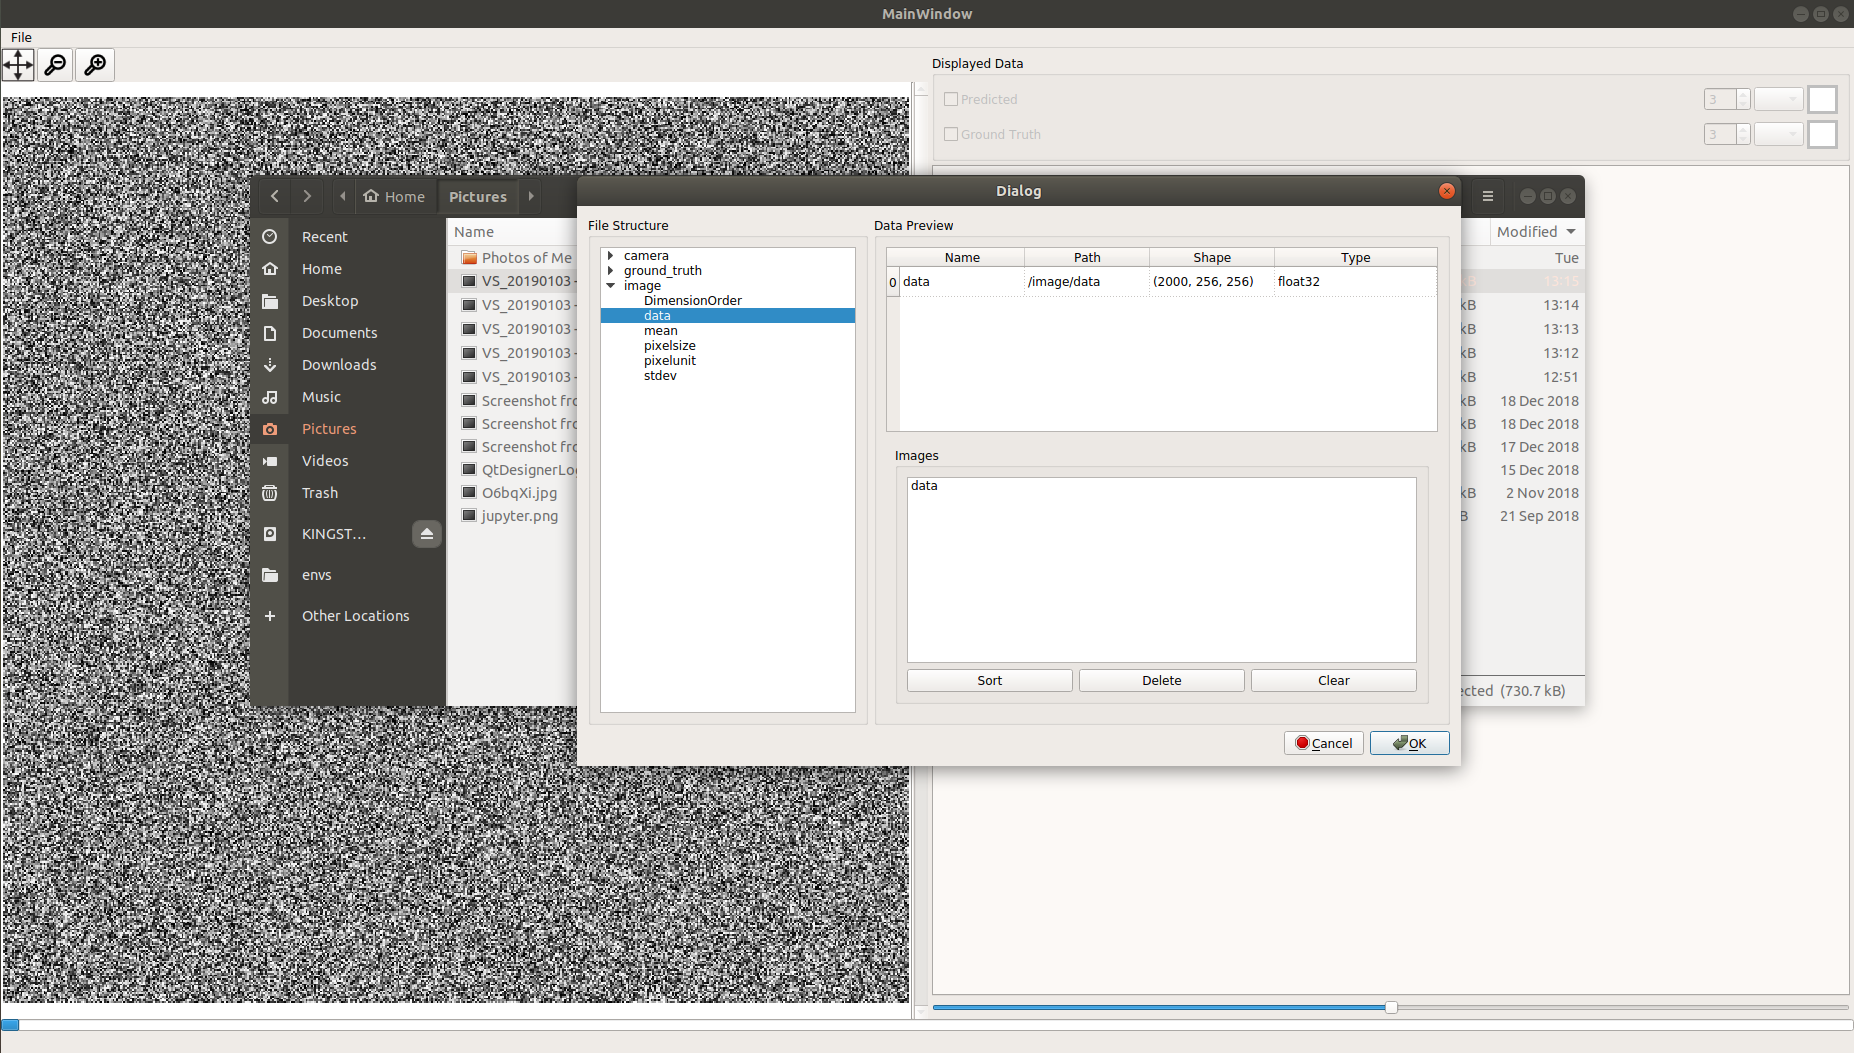 MainWindow
File
Displayed Data
Predicted
3
Ground Truth
3
Home
Pictures
Dialog
Recent
Home
Desktop
Documents
Downloads
Music
Pictures
Videos
Trash
KINGST…
envs
Other Locations
Name
Photos of Me
VS_20190103
VS_20190103
VS_20190103
VS_20190103
VS_20190103
Screenshot
Screenshot
Screenshot
O6bqXi.jpg
jupyter.png
File Structure
camera
ground_truth
image
DimensionOrder
data
mean
pixelsize
pixelunit
stdev
Data Preview
Name Path Shape Type
0 data /image/data (2000, 256, 256) float32
Images
data
Sort Delete Clear
Cancel OK
Modified
Tue
kB 13:15
kB 13:14
kB 13:13
kB 13:12
kB 12:51
kB 18 Dec 2018
kB 18 Dec 2018
kB 17 Dec 2018
15 Dec 2018
kB 2 Nov 2018
B 21 Sep 2018
(730.7 kB)